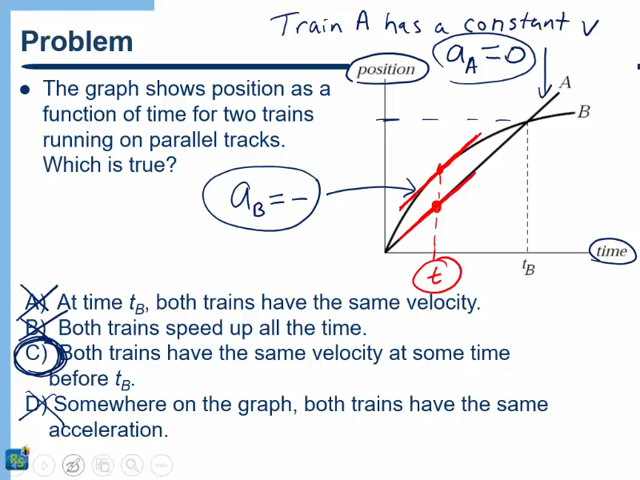 Train A has a constant v
Problem
a_A = 0
position
The graph shows position as a
function of time for two trains
running on parallel tracks.
Which is true?
a_B = -
A
B
time
t
t_B
A) At time t_B, both trains have the same velocity.
B) Both trains speed up all the time.
C) Both trains have the same velocity at some time
before t_B.
D) Somewhere on the graph, both trains have the same
acceleration.